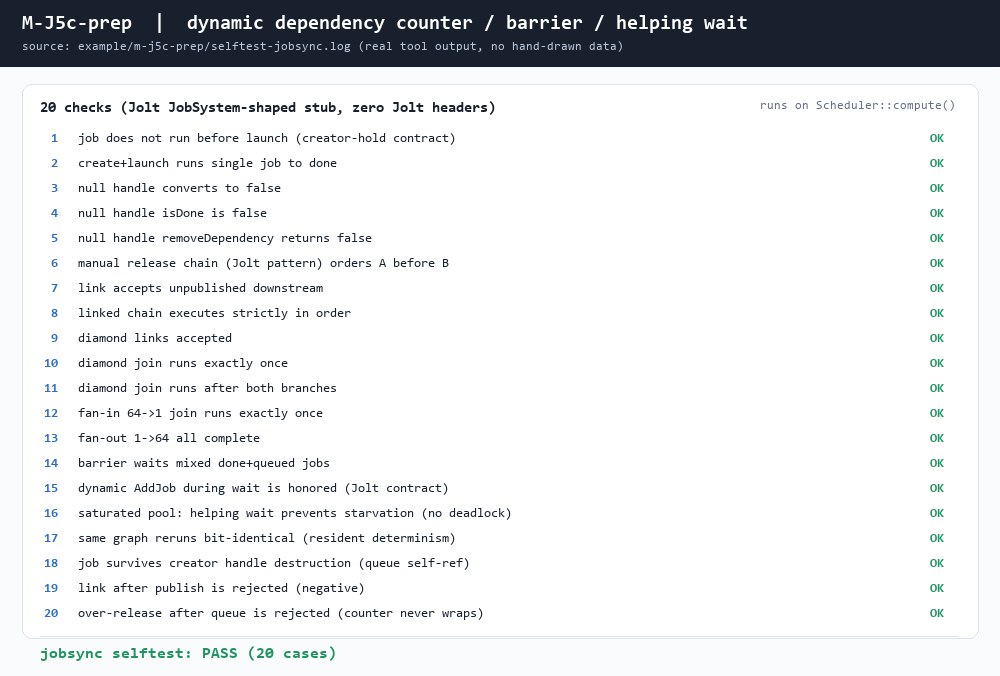 M-J5c-prep | dynamic dependency counter / barrier / helping wait
source: example/m-j5c-prep/selftest-jobsync.log (real tool output, no hand-drawn data)
20 checks (Jolt JobSystem-shaped stub, zero Jolt headers) runs on Scheduler::compute()
1 job does not run before launch (creator-hold contract) OK
2 create+launch runs single job to done OK
3 null handle converts to false OK
4 null handle isDone is false OK
5 null handle removeDependency returns false OK
6 manual release chain (Jolt pattern) orders A before B OK
7 link accepts unpublished downstream OK
8 linked chain executes strictly in order OK
9 diamond links accepted OK
10 diamond join runs exactly once OK
11 diamond join runs after both branches OK
12 fan-in 64->1 join runs exactly once OK
13 fan-out 1->64 all complete OK
14 barrier waits mixed done+queued jobs OK
15 dynamic AddJob during wait is honored (Jolt contract) OK
16 saturated pool: helping wait prevents starvation (no deadlock) OK
17 same graph reruns bit-identical (resident determinism) OK
18 job survives creator handle destruction (queue self-ref) OK
19 link after publish is rejected (negative) OK
20 over-release after queue is rejected (counter never wraps) OK
jobsync selftest: PASS (20 cases)